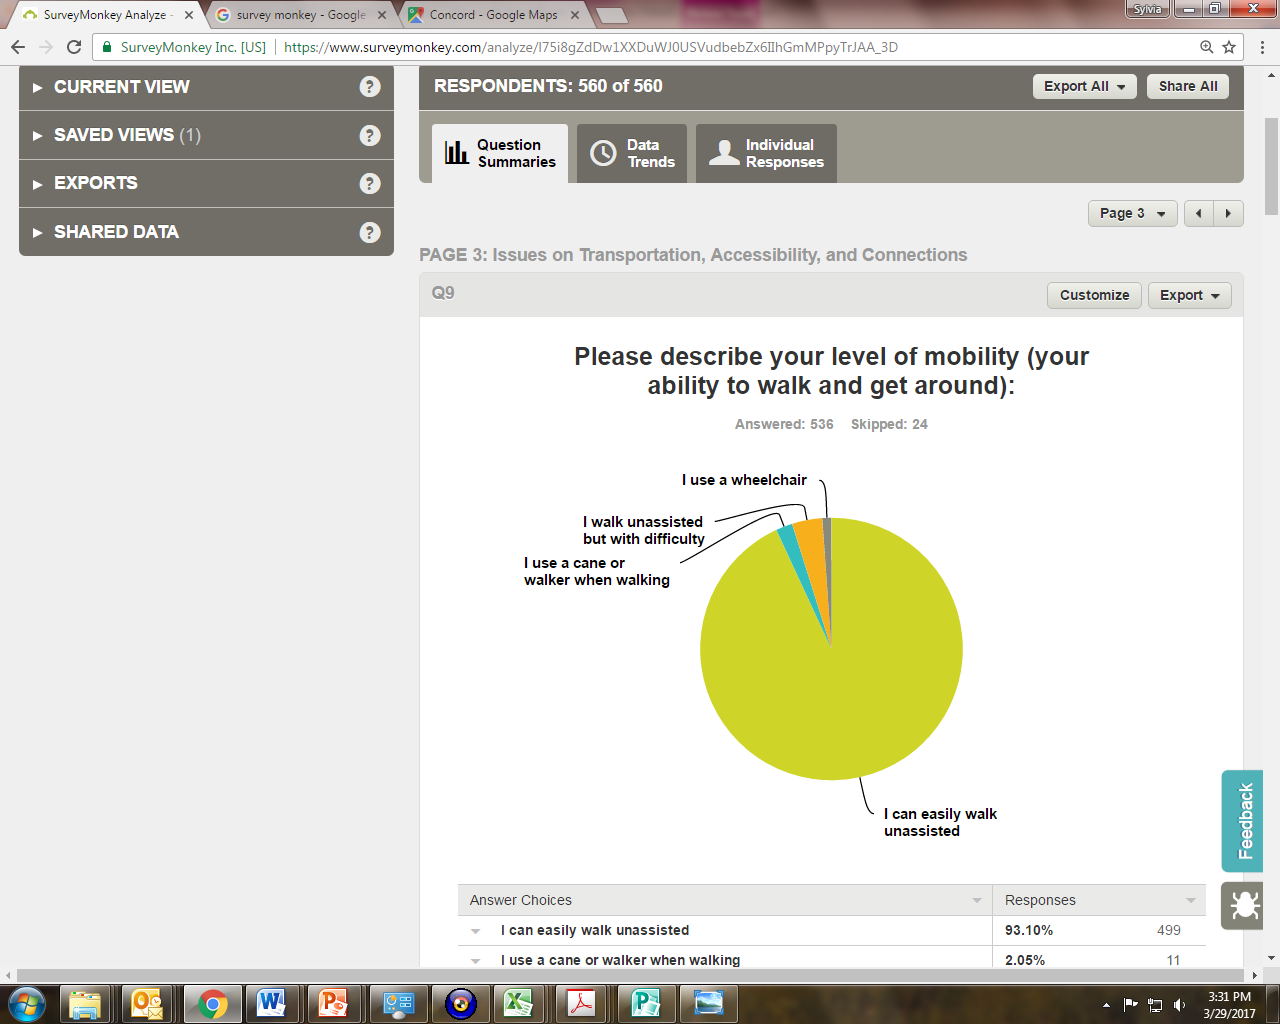 SurveyMonkey Analyze -
survey monkey - Google
Concord - Google Maps
Sylvia
SurveyMonkey Inc. [US]
https://www.surveymonkey.com/analyze/
CURRENT VIEW
SAVED VIEWS (1)
EXPORTS
SHARED DATA
RESPONDENTS: 560 of 560
Export All
Share All
Question
Summaries
Data
Trends
Individual
Responses
Page 3
PAGE 3: Issues on Transportation, Accessibility, and Connections
Q9
Customize
Export
Please describe your level of mobility (your
ability to walk and get around):
Answered: 536 Skipped: 24
I use a wheelchair
I walk unassisted
but with difficulty
I use a cane or
walker when walking
I can easily walk
unassisted
Feedback
Answer Choices Responses
I can easily walk unassisted 93.10% 499
I use a cane or walker when walking 2.05% 11
3:31 PM
3/29/2017